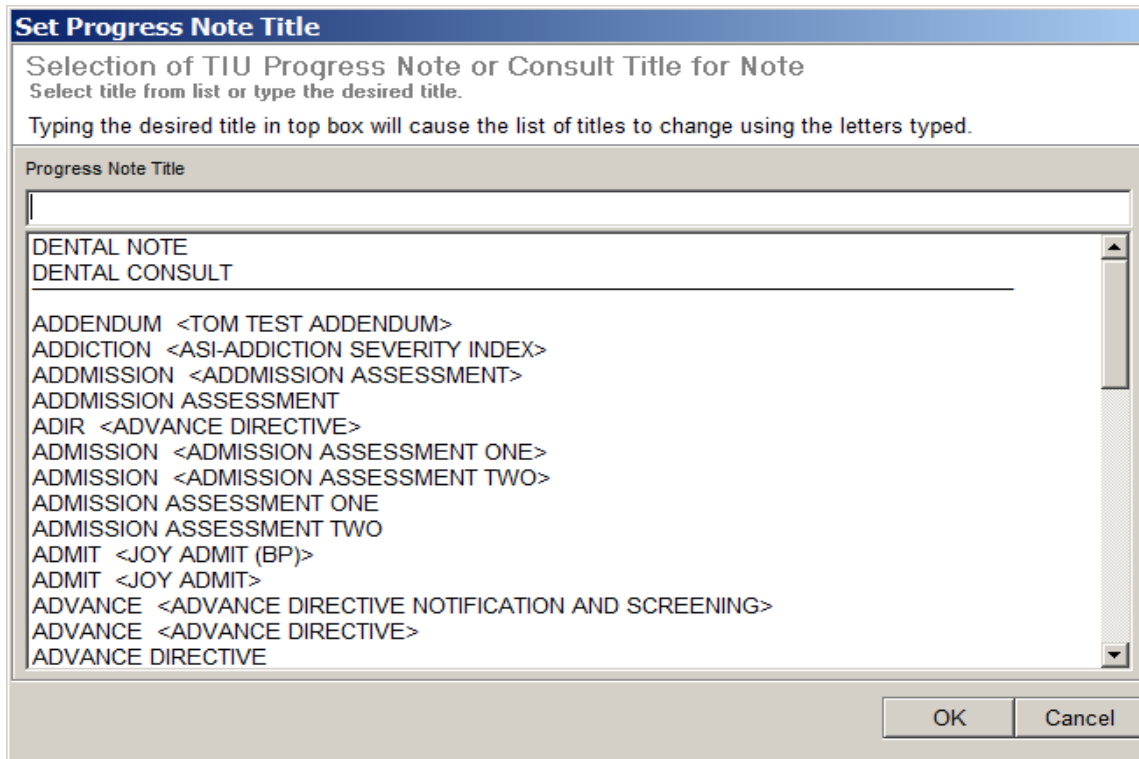 Set Progress Note Title
Selection of TIU Progress Note or Consult Title for Note
Select title from list or type the desired title.
Typing the desired title in top box will cause the list of titles to change using the letters typed.
Progress Note Title
DENTAL NOTE
DENTAL CONSULT
ADDENDUM <TOM TEST ADDENDUM>
ADDICTION <ASI-ADDICTION SEVERITY INDEX>
ADDMISSION <ADDMISSION ASSESSMENT>
ADDMISSION ASSESSMENT
ADIR <ADVANCE DIRECTIVE>
ADMISSION <ADMISSION ASSESSMENT ONE>
ADMISSION <ADMISSION ASSESSMENT TWO>
ADMISSION ASSESSMENT ONE
ADMISSION ASSESSMENT TWO
ADMIT <JOY ADMIT (BP)>
ADMIT <JOY ADMIT>
ADVANCE <ADVANCE DIRECTIVE NOTIFICATION AND SCREENING>
ADVANCE <ADVANCE DIRECTIVE>
ADVANCE DIRECTIVE
OK Cancel